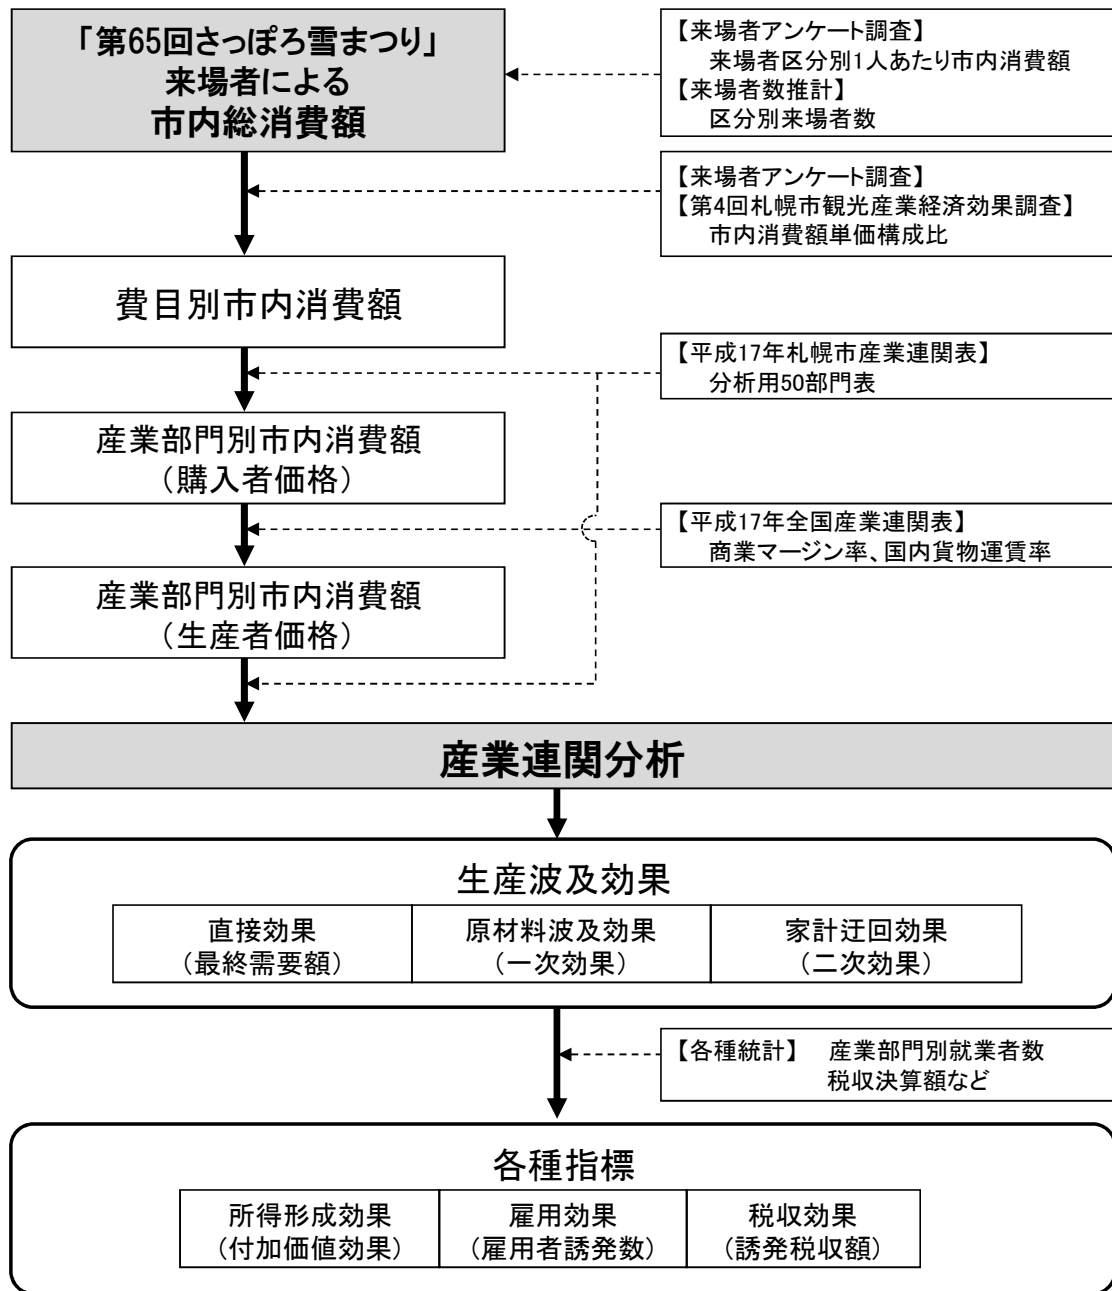 「第65回さっぽろ雪まつり」
来場者による
市内総消費額
【来場者アンケート調査】
来場者区分別1人あたり市内消費額
【来場者数推計】
区分別来場者数
【来場者アンケート調査】
【第4回札幌市観光産業経済効果調査】
市内消費額単価構成比
費目別市内消費額
【平成17年札幌市産業連関表】
分析用50部門表
産業部門別市内消費額
（購入者価格）
【平成17年全国産業連関表】
商業マージン率、国内貨物運賃率
産業部門別市内消費額
（生産者価格）
産業連関分析
生産波及効果
直接効果
（最終需要額）
原材料波及効果
（一次効果）
家計迂回効果
（二次効果）
【各種統計】　産業部門別就業者数
税収決算額など
各種指標
所得形成効果
（付加価値効果）
雇用効果
（雇用者誘発数）
税収効果
（誘発税収額）